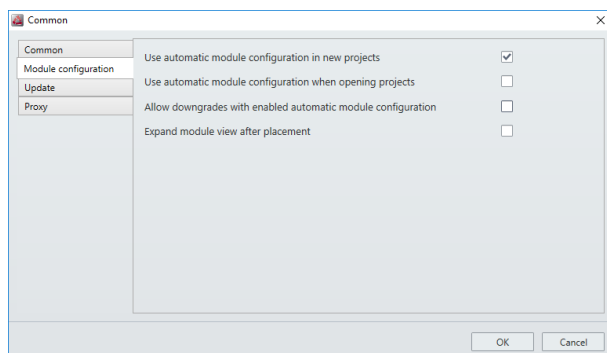 Common
Common
Module configuration
Update
Proxy
Use automatic module configuration in new projects
Use automatic module configuration when opening projects
Allow downgrades with enabled automatic module configuration
Expand module view after placement
OK
Cancel